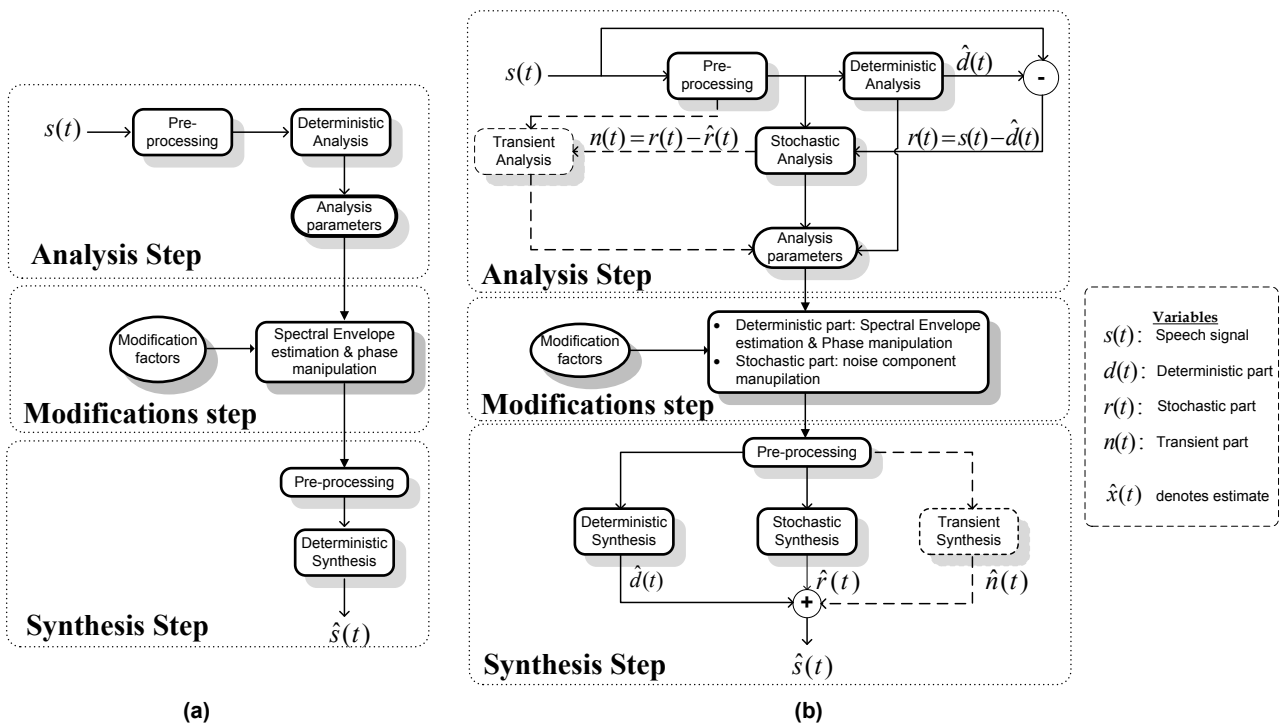 s(t)
Pre-
processing
Deterministic
Analysis
Analysis
parameters
Analysis Step
Modification
factors
Spectral Envelope
estimation & phase
manipulation
Modifications step
Pre-processing
Deterministic
Synthesis
Synthesis Step
ŝ(t)
(a)
s(t)
Pre-
processing
Deterministic
Analysis
d̂(t)
-
Transient
Analysis
n(t) = r(t) − r̂(t)
Stochastic
Analysis
r(t) = s(t) − d̂(t)
Analysis
parameters
Analysis Step
Modification
factors
• Deterministic part: Spectral Envelope
estimation & Phase manipulation
• Stochastic part: noise component
manupilation
Modifications step
Pre-processing
Deterministic
Synthesis
Stochastic
Synthesis
Transient
Synthesis
d̂(t)
r̂(t)
n̂(t)
+
Synthesis Step
ŝ(t)
(b)
Variables
s(t): Speech signal
d(t): Deterministic part
r(t): Stochastic part
n(t): Transient part
x̂(t) denotes estimate